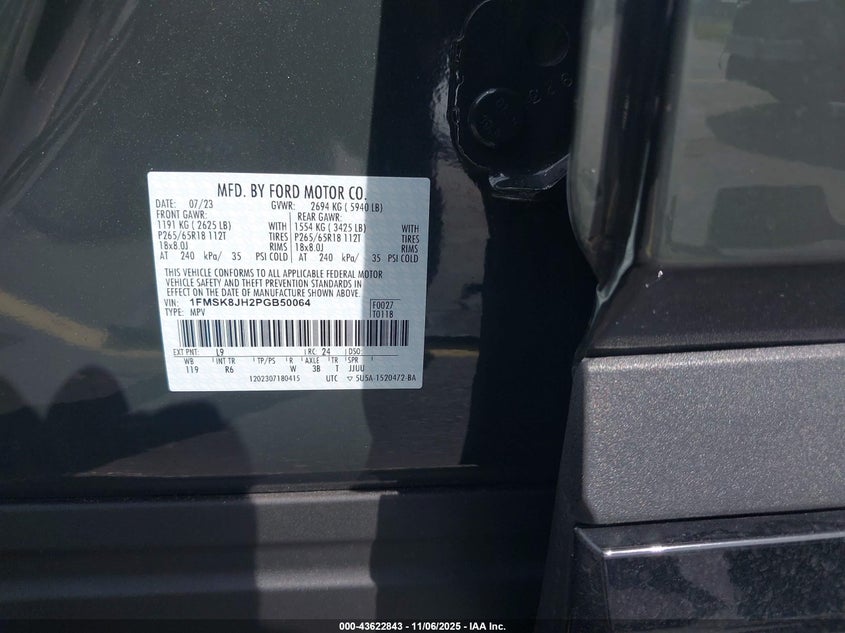 MFD. BY FORD MOTOR CO.
DATE: 07/23 GVWR: 2694 KG ( 5940 LB)
FRONT GAWR: REAR GAWR:
1191 KG ( 2625 LB) WITH 1554 KG ( 3425 LB) WITH
P265/65R18 112T TIRES P265/65R18 112T TIRES
18x8.0J RIMS 18x8.0J RIMS
AT 240 kPa/ 35 PSI COLD AT 240 kPa/ 35 PSI COLD
THIS VEHICLE CONFORMS TO ALL APPLICABLE FEDERAL MOTOR
VEHICLE SAFETY AND THEFT PREVENTION STANDARDS IN
EFFECT ON THE DATE OF MANUFACTURE SHOWN ABOVE.
VIN: 1FMSK8JH2PGB50064 F0027
TYPE: MPV T0118
EXT PNT: L9 RC: 24 DSO:
WB INT TR TP/PS R AXLE TR SPR
119 R6 W 3B T JJUU
1202307180415 UTC ▽ 5U5A-1520472-BA
000-43622843 - 11/06/2025 - IAA Inc.